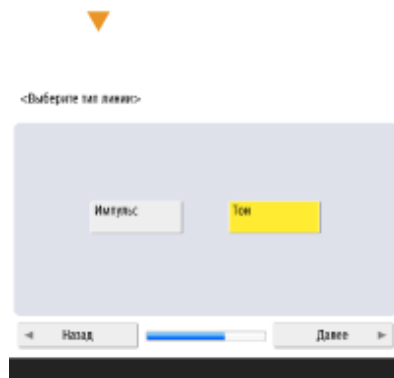 <Выберите тип линии>
Импульс
Тон
Назад
Далее